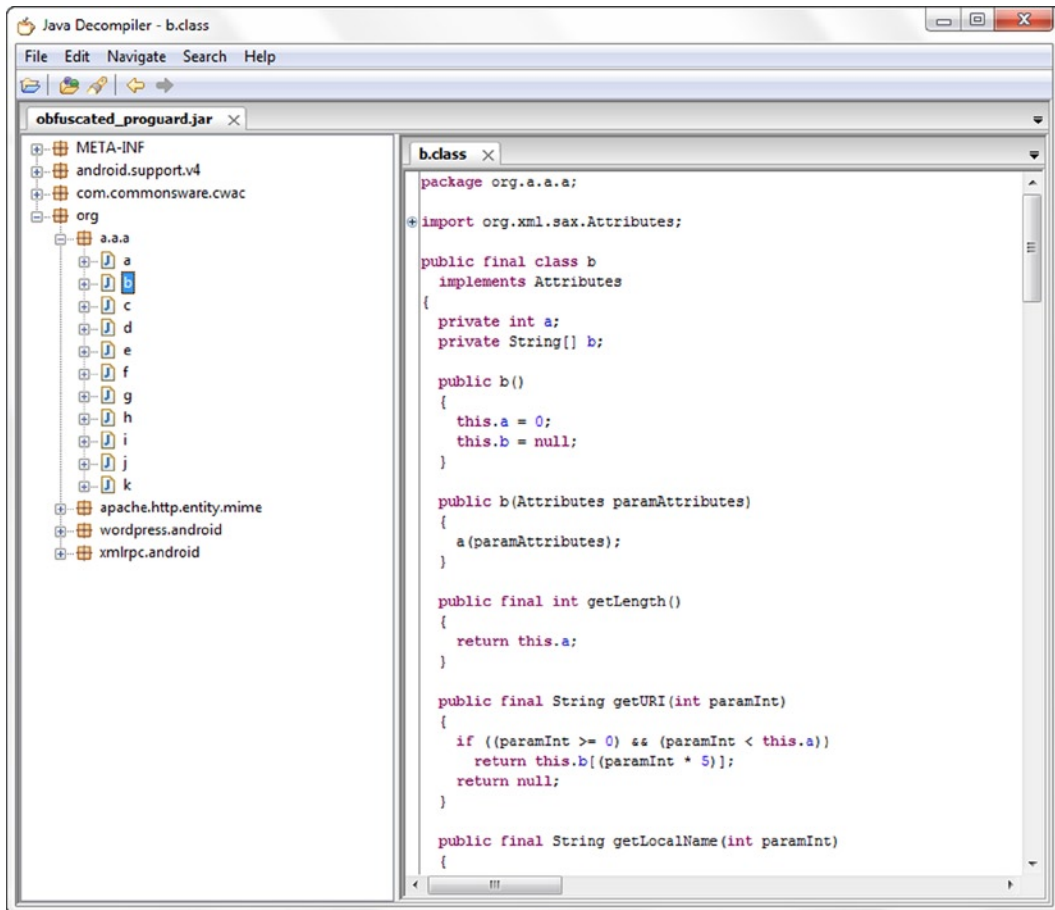 Java Decompiler - b.class
File Edit Navigate Search Help
obfuscated_proguard.jar
META-INF
android.support.v4
com.commonsware.cwac
org
a.a.a
a
b
c
d
e
f
g
h
i
j
k
apache.http.entity.mime
wordpress.android
xmlrpc.android
b.class
package org.a.a.a;
import org.xml.sax.Attributes;
public final class b
implements Attributes
{
private int a;
private String[] b;
public b()
{
this.a = 0;
this.b = null;
}
public b(Attributes paramAttributes)
{
a(paramAttributes);
}
public final int getLength()
{
return this.a;
}
public final String getURI(int paramInt)
{
if ((paramInt >= 0) && (paramInt < this.a))
return this.b[(paramInt * 5)];
return null;
}
public final String getLocalName(int paramInt)
{